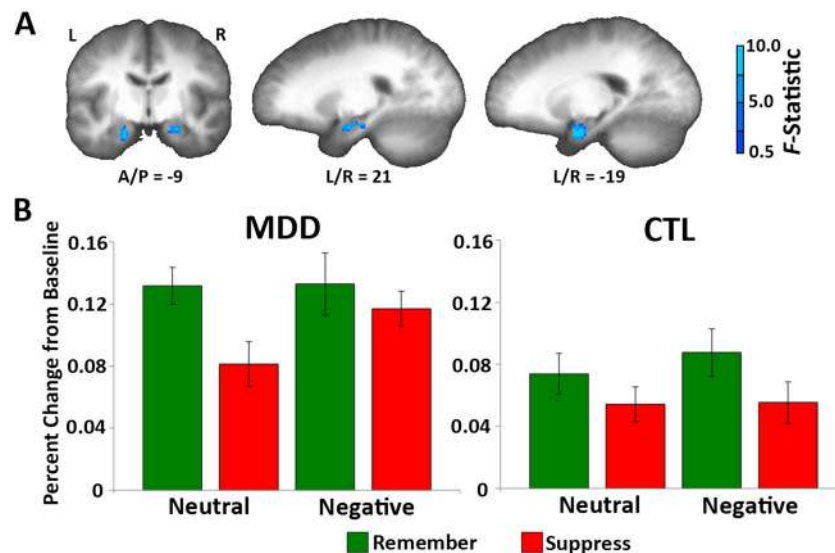 A
L
R
A/P = -9
L/R = 21
L/R = -19
10.0
5.0
0.5
F-Statistic
B
MDD
CTL
Percent Change from Baseline
0.16
0.12
0.08
0.04
0
0.16
0.12
0.08
0.04
0
Neutral
Negative
Neutral
Negative
Remember
Suppress